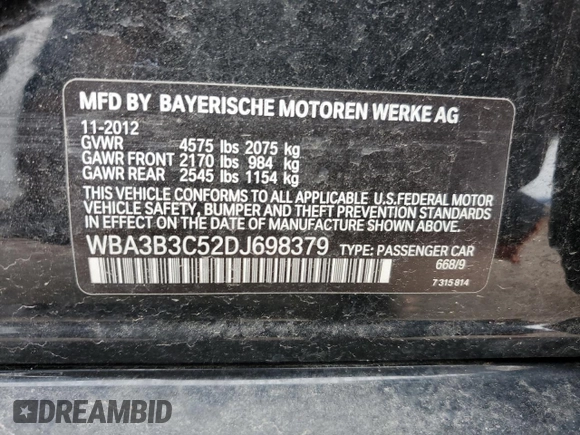 MFD BY BAYERISCHE MOTOREN WERKE AG
11-2012
GVWR 4575 lbs 2075 kg
GAWR FRONT 2170 lbs 984 kg
GAWR REAR 2545 lbs 1154 kg
THIS VEHICLE CONFORMS TO ALL APPLICABLE U.S. FEDERAL MOTOR
VEHICLE SAFETY, BUMPER AND THEFT PREVENTION STANDARDS
IN EFFECT ON THE DATE OF MANUFACTURE SHOWN ABOVE.
WBA3B3C52DJ698379 TYPE: PASSENGER CAR
668/9
7 315 814
DREAMBID